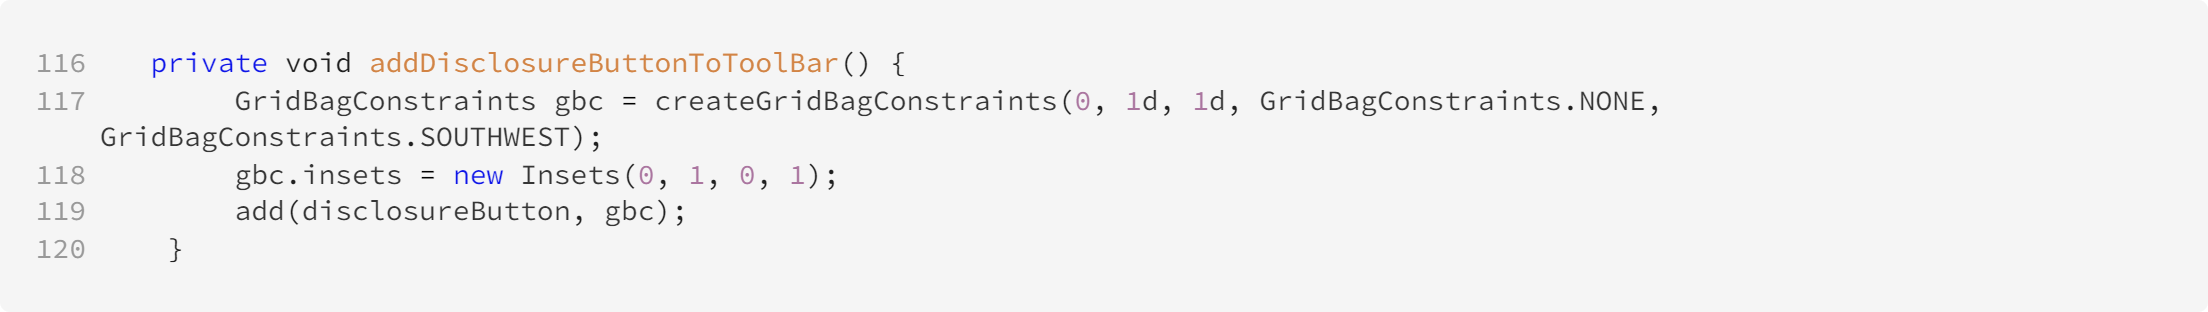 116 private void addDisclosureButtonToToolBar() {
117 GridBagConstraints gbc = createGridBagConstraints(0, 1d, 1d, GridBagConstraints.NONE,
GridBagConstraints.SOUTHWEST);
118 gbc.insets = new Insets(0, 1, 0, 1);
119 add(disclosureButton, gbc);
120 }